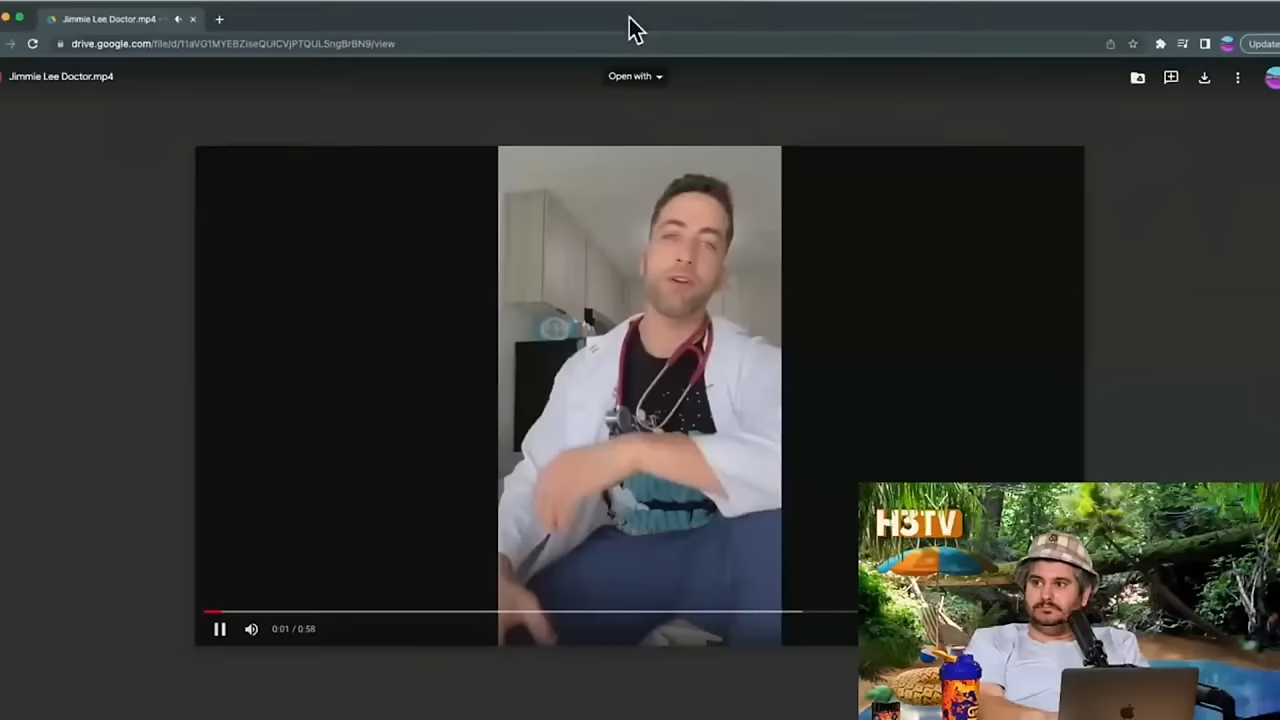 Jimmie Lee Doctor.mp4 -
drive.google.com/file/d/11aVG1MYEBZiseQUICVjPTQULSngBrBN9/view
Update
Jimmie Lee Doctor.mp4
Open with
H3TV
0:01 / 0:58